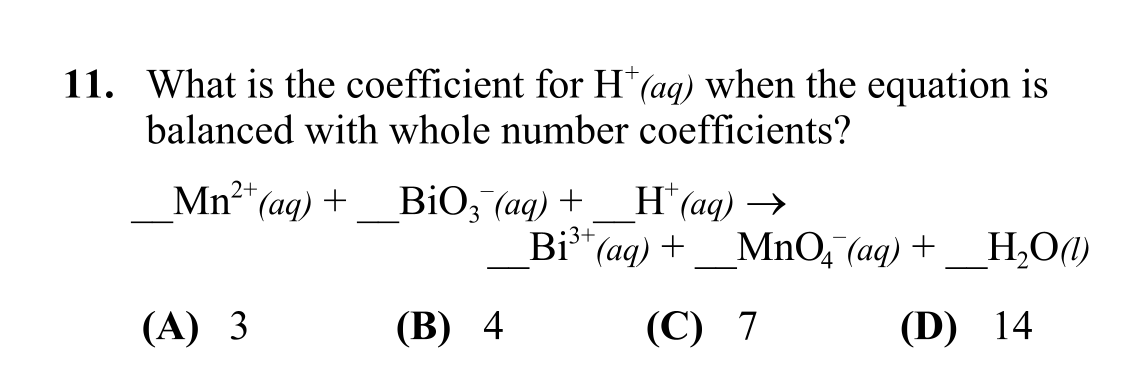 11. What is the coefficient for H⁺(aq) when the equation is
balanced with whole number coefficients?
__Mn²⁺(aq) + __BiO₃⁻(aq) + __H⁺(aq) →
__Bi³⁺(aq) + __MnO₄⁻(aq) + __H₂O(l)
(A) 3 (B) 4 (C) 7 (D) 14